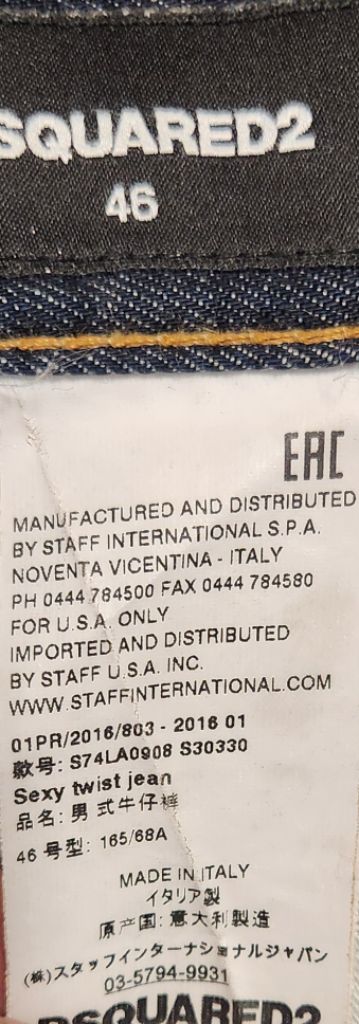 SQUARED2
46
EAC
MANUFACTURED AND DISTRIBUTED
BY STAFF INTERNATIONAL S.P.A.
NOVENTA VICENTINA - ITALY
PH 0444 784500 FAX 0444 784580
FOR U.S.A. ONLY
IMPORTED AND DISTRIBUTED
BY STAFF U.S.A. INC.
WWW.STAFFINTERNATIONAL.COM
01PR/2016/803 - 2016 01
款号: S74LA0908 S30330
Sexy twist jean
品名: 男 式牛仔裤
46 号型: 165/68A
MADE IN ITALY
イタリア製
原产国: 意大利製造
(株)スタッフインターナショナルジャパン
03-5794-9931
DSQUARED2